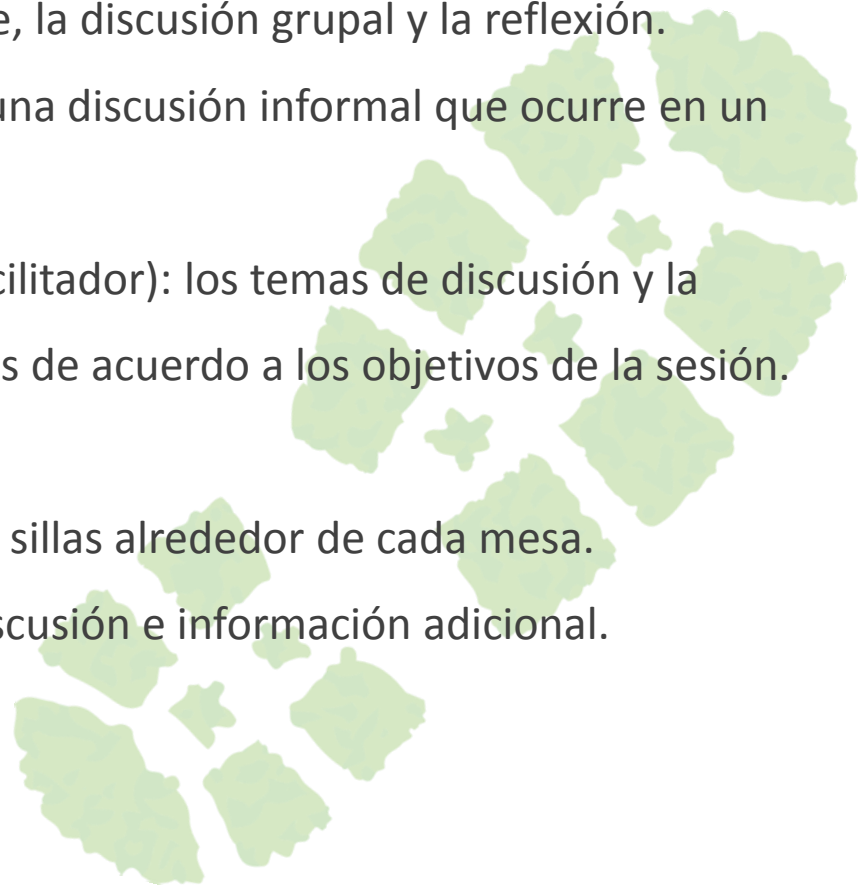 , la discusión grupal y la reflexión.
una discusión informal que ocurre en un
cilitador): los temas de discusión y la
s de acuerdo a los objetivos de la sesión.
sillas alrededor de cada mesa.
scusión e información adicional.